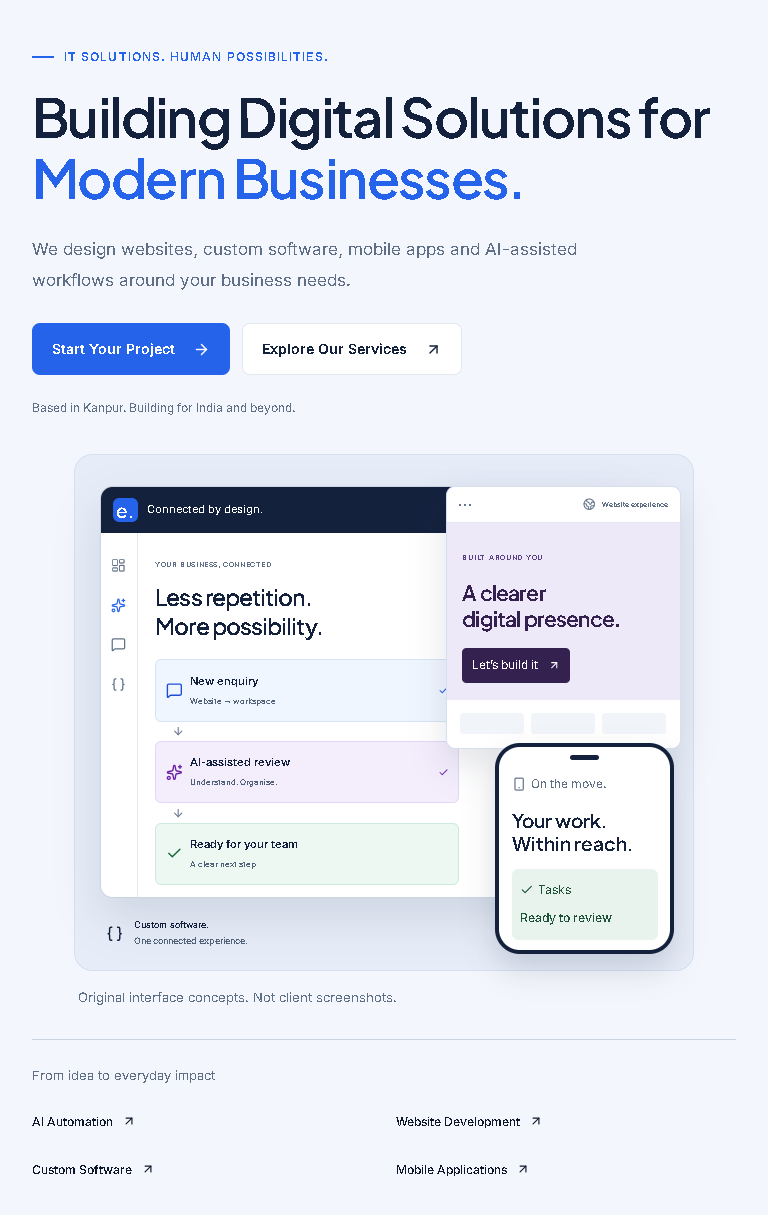 IT SOLUTIONS. HUMAN POSSIBILITIES.
Building Digital Solutions for
Modern Businesses.
We design websites, custom software, mobile apps and AI-assisted
workflows around your business needs.
Start Your Project
Explore Our Services
Based in Kanpur. Building for India and beyond.
e.
Connected by design.
YOUR BUSINESS, CONNECTED
Less repetition.
More possibility.
New enquiry
Website → workspace
AI-assisted review
Understand. Organise.
Ready for your team
A clear next step
Website experience
BUILT AROUND YOU
A clearer
digital presence.
Let's build it
On the move.
Your work.
Within reach.
Tasks
Ready to review
Custom software.
One connected experience.
Original interface concepts. Not client screenshots.
From idea to everyday impact
AI Automation
Website Development
Custom Software
Mobile Applications